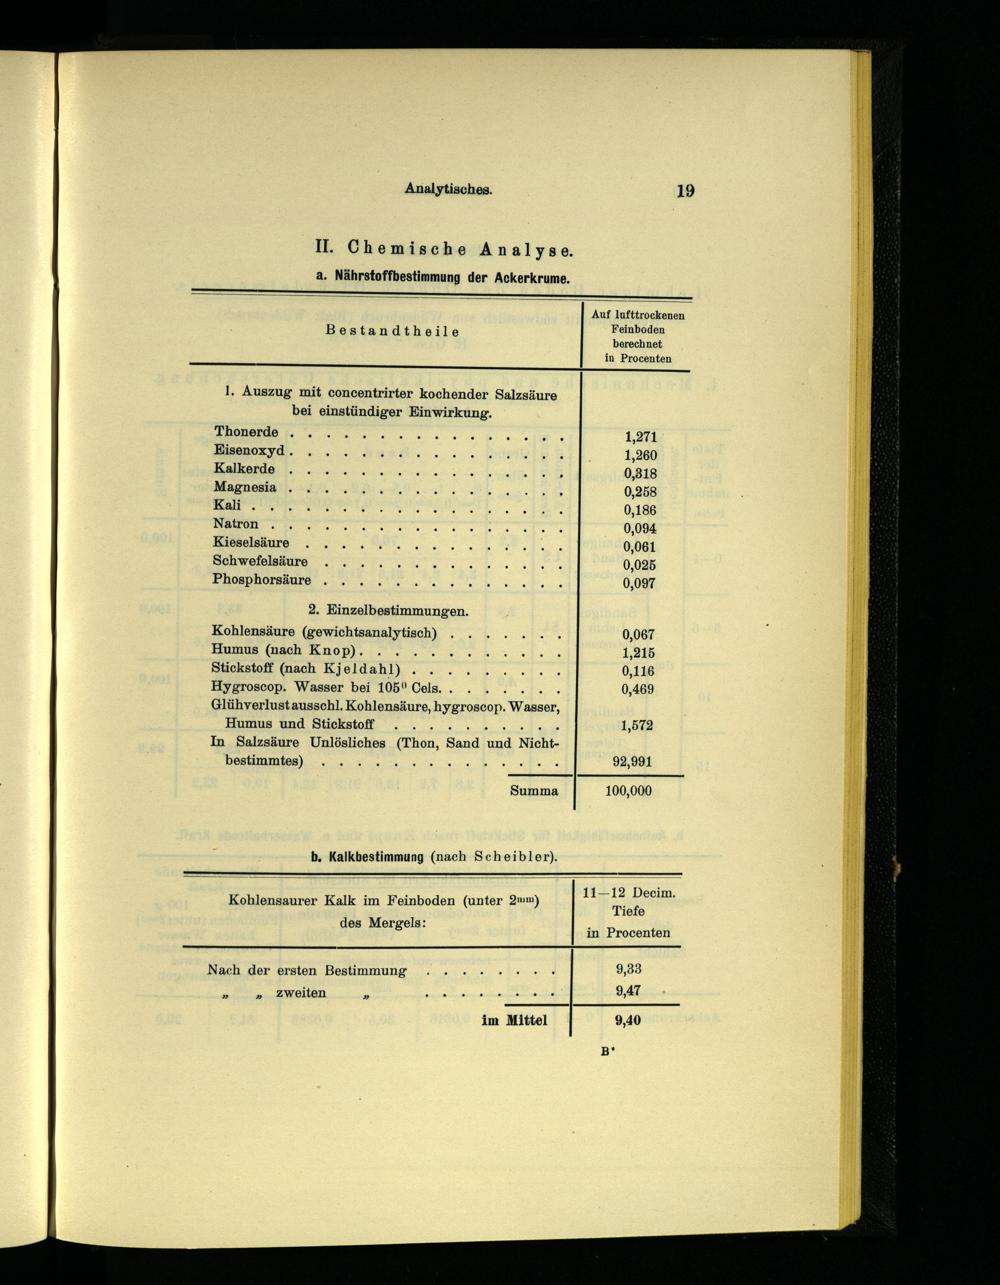 Analytisches. 19
II. Chemische Analyse.
a. Nährstoffbestimmung der Ackerkrume.
Bestandtheile
Auf lufttrockenen
Feinboden
berechnet
in Procenten
1. Auszug mit concentrirter kochender Salzsäure
bei einstündiger Einwirkung.
Thonerde . . . . . . . . . . . . . . . . 1,271
Eisenoxyd . . . . . . . . . . . . . . . . 1,260
Kalkerde . . . . . . . . . . . . . . . . 0,318
Magnesia . . . . . . . . . . . . . . . . 0,258
Kali . . . . . . . . . . . . . . . . . . 0,186
Natron . . . . . . . . . . . . . . . . . 0,094
Kieselsäure . . . . . . . . . . . . . . . 0,061
Schwefelsäure . . . . . . . . . . . . . . 0,025
Phosphorsäure . . . . . . . . . . . . . . 0,097
2. Einzelbestimmungen.
Kohlensäure (gewichtsanalytisch) . . . . . . . 0,067
Humus (nach Knop) . . . . . . . . . . . . 1,215
Stickstoff (nach Kjeldahl) . . . . . . . . . 0,116
Hygroscop. Wasser bei 105⁰ Cels. . . . . . . . 0,469
Glühverlust ausschl. Kohlensäure, hygroscop. Wasser,
Humus und Stickstoff . . . . . . . . . . 1,572
In Salzsäure Unlösliches (Thon, Sand und Nicht-
bestimmtes) . . . . . . . . . . . . . . 92,991
Summa 100,000
b. Kalkbestimmung (nach Scheibler).
Kohlensaurer Kalk im Feinboden (unter 2mm)
des Mergels:
11—12 Decim.
Tiefe
in Procenten
Nach der ersten Bestimmung . . . . . . . . 9,33
„ „ zweiten „ . . . . . . . . . 9,47
im Mittel 9,40
B*